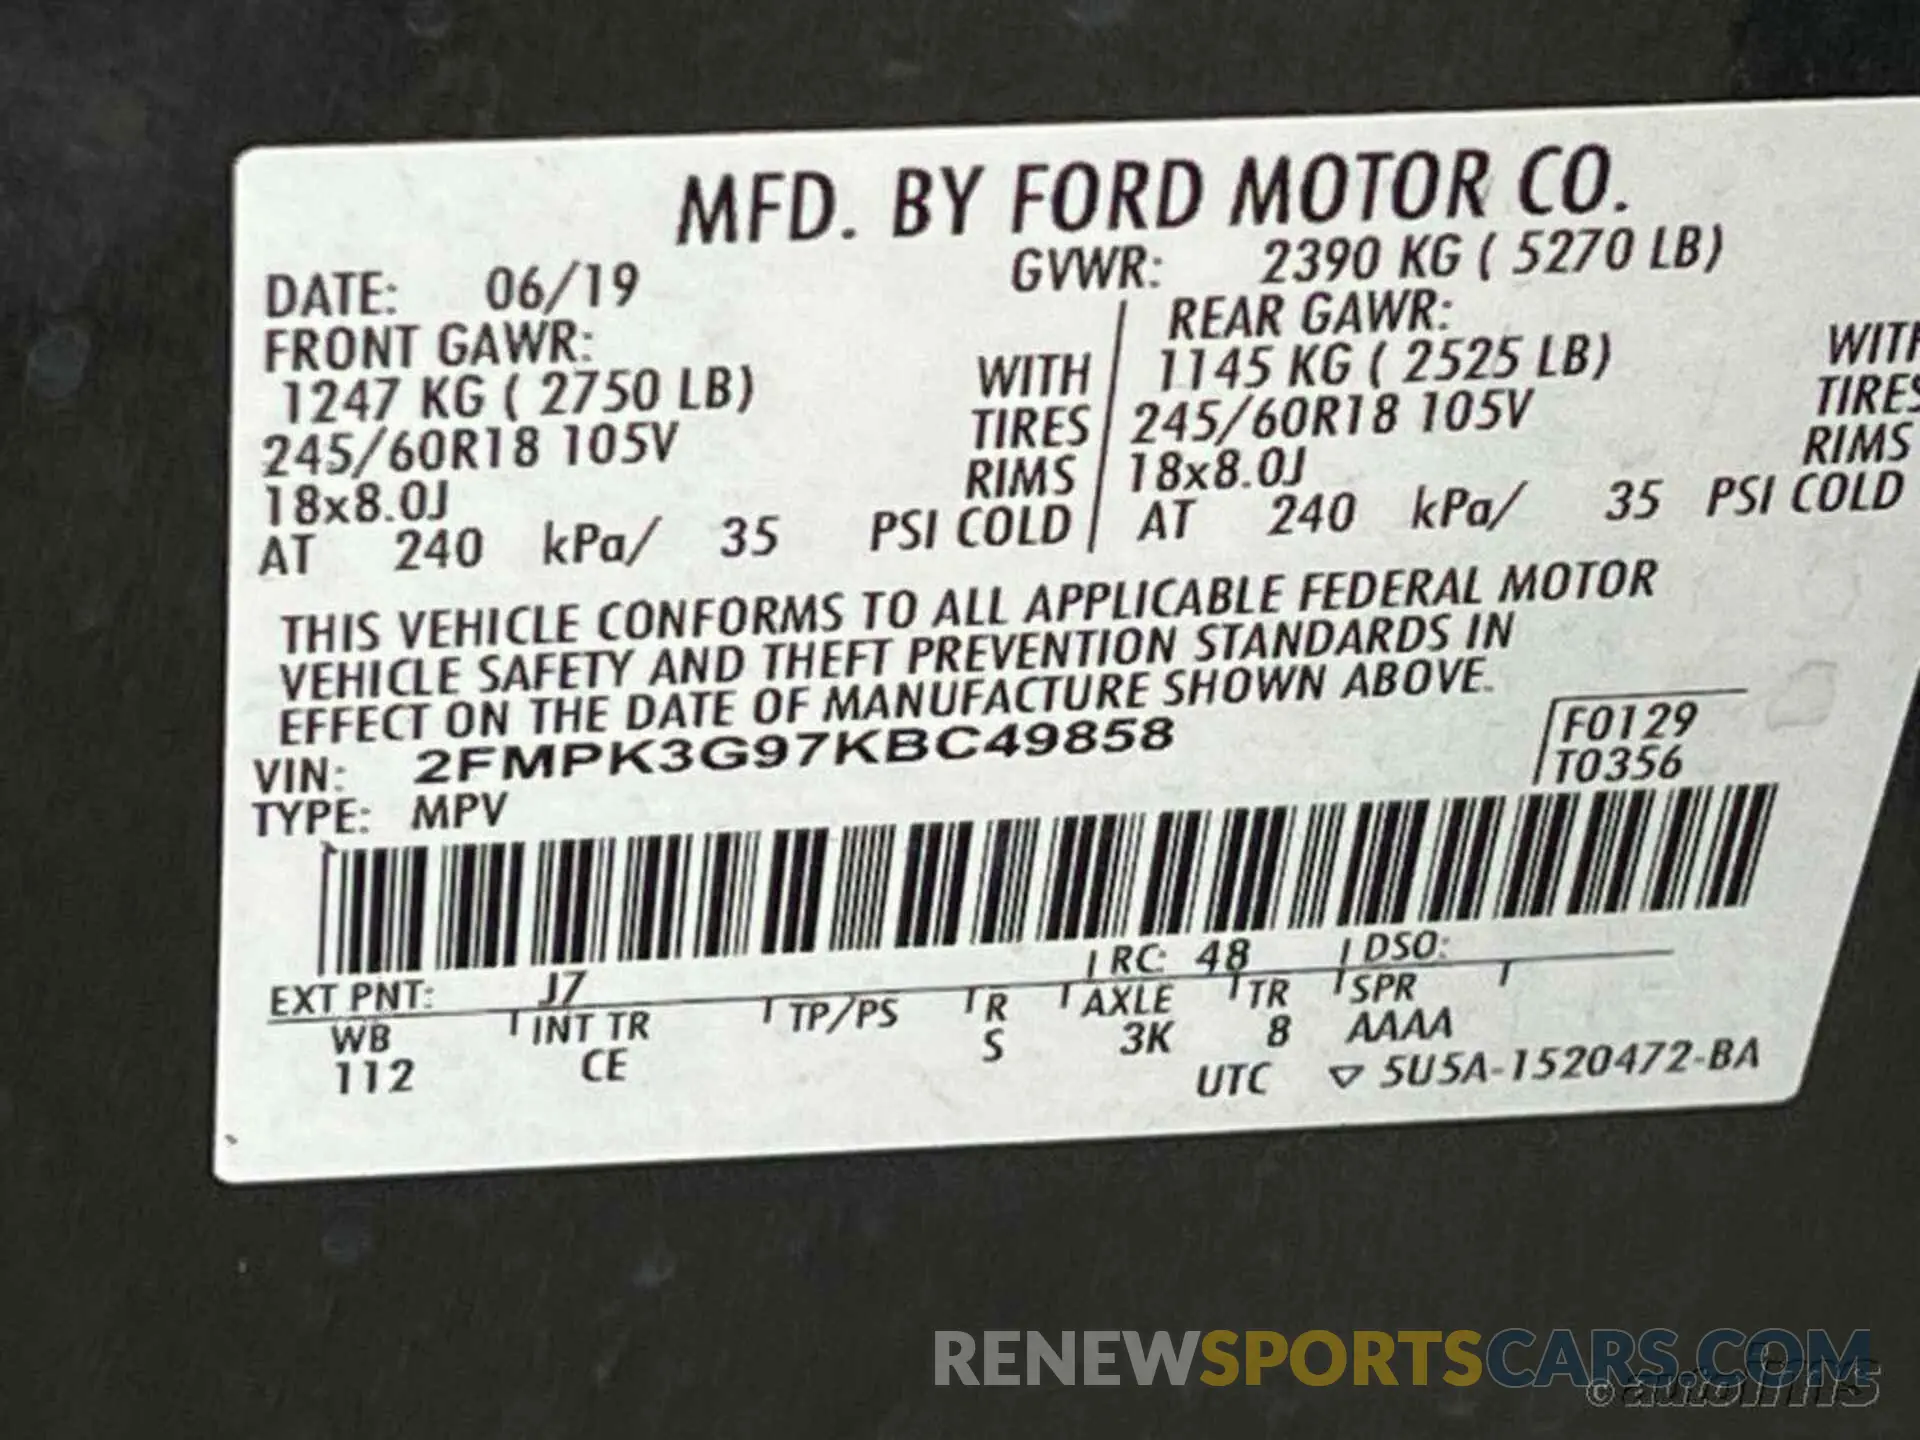 MFD. BY FORD MOTOR CO.
DATE: 06/19 GVWR: 2390 KG ( 5270 LB)
FRONT GAWR: REAR GAWR:
1247 KG ( 2750 LB) WITH 1145 KG ( 2525 LB) WITH
245/60R18 105V TIRES 245/60R18 105V TIRES
18x8.0J RIMS 18x8.0J RIMS
AT 240 kPa/ 35 PSI COLD AT 240 kPa/ 35 PSI COLD
THIS VEHICLE CONFORMS TO ALL APPLICABLE FEDERAL MOTOR
VEHICLE SAFETY AND THEFT PREVENTION STANDARDS IN
EFFECT ON THE DATE OF MANUFACTURE SHOWN ABOVE.
VIN: 2FMPK3G97KBC49858 F0129
TYPE: MPV T0356
EXT PNT: J7 RC: 48 DSO:
WB INT TR TP/PS R AXLE TR SPR
112 CE S 3K 8 AAAA
UTC ▽ 5U5A-1520472-BA
RENEWSPORTSCARS.COM
© autoims